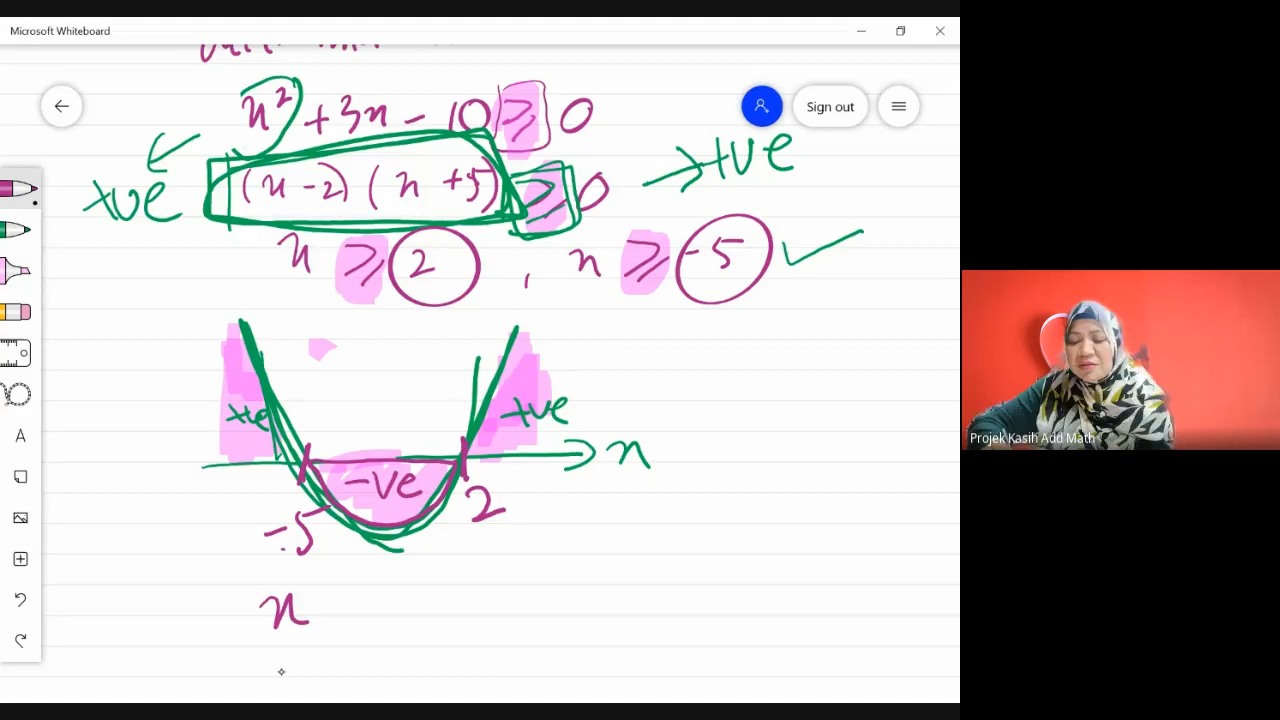 Microsoft Whiteboard
Sign out
x² + 3x - 10 ≥ 0
+ve (x - 2) (x + 5) ≥ 0 → +ve
x ≥ 2 , x ≥ -5 ✓
+ve +ve
-ve x
-5 2
x
A
Projek Kasih Add Math